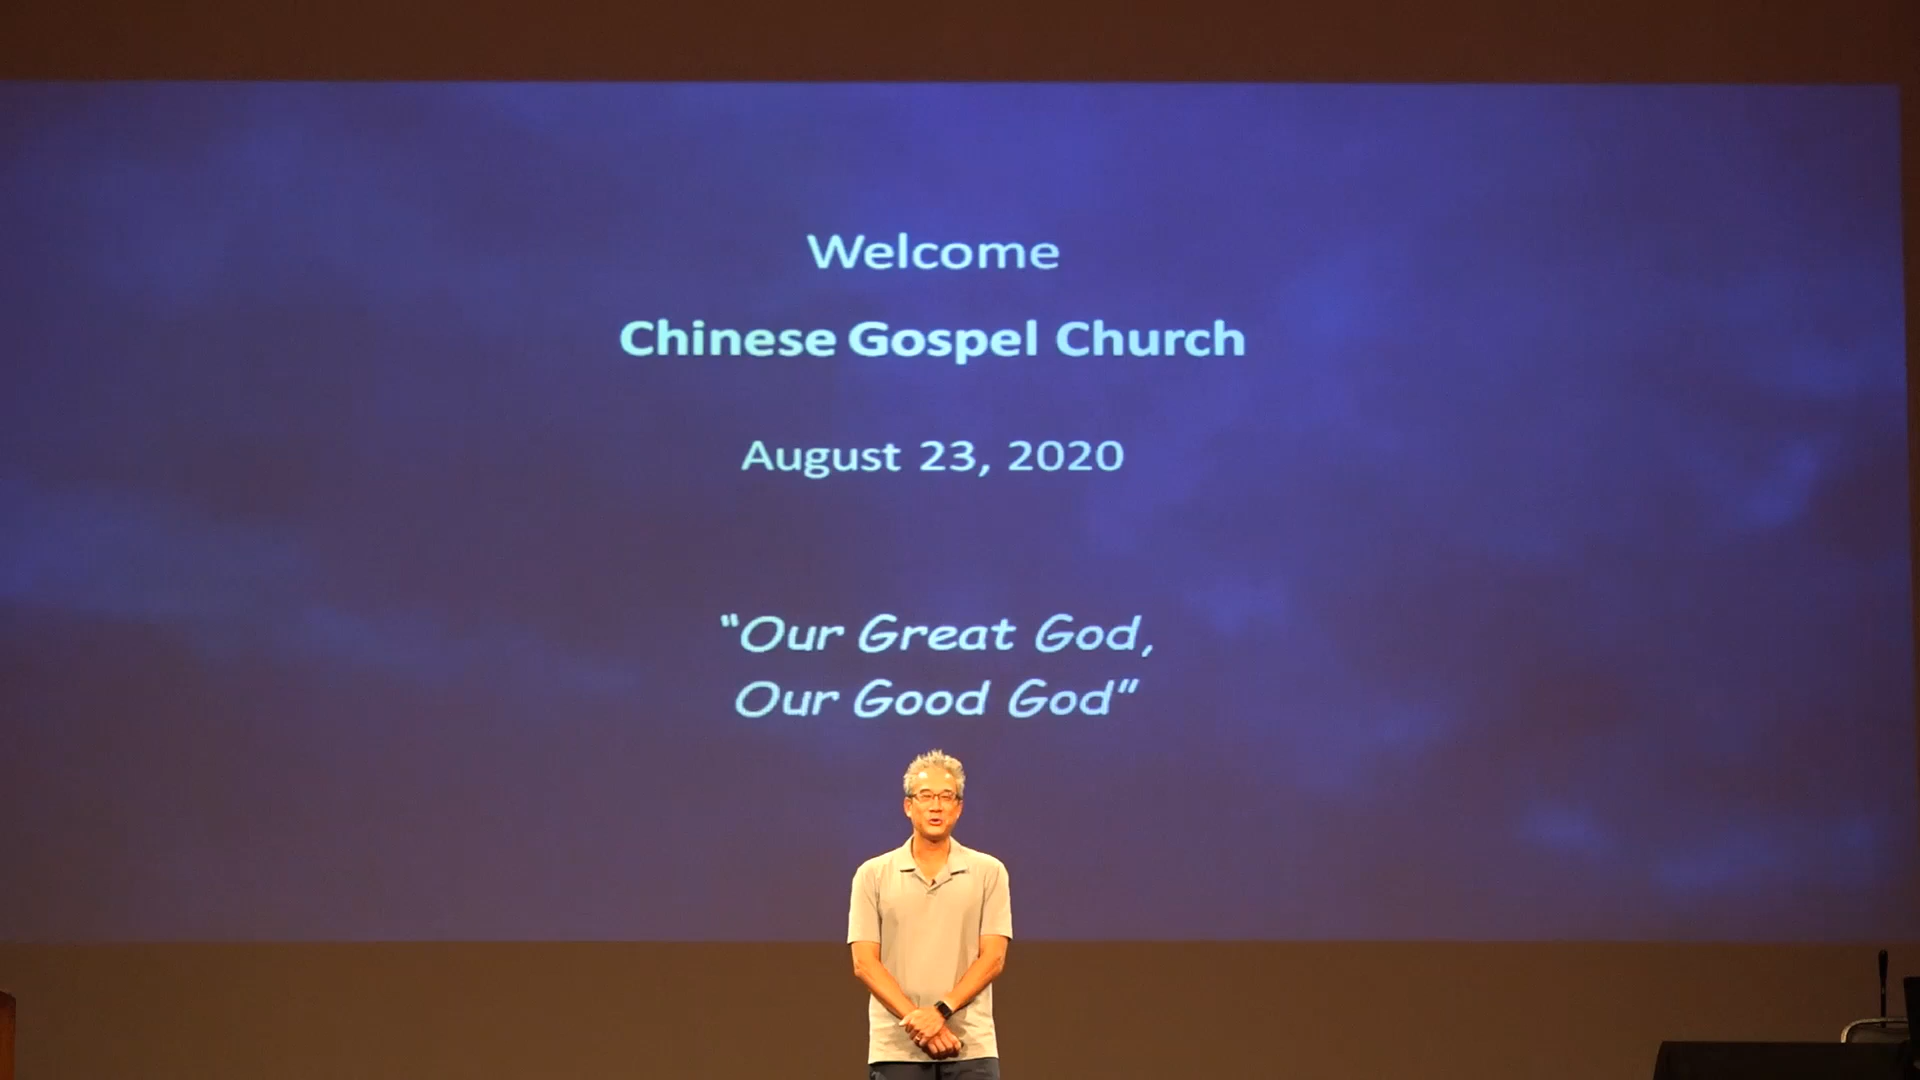 Welcome
Chinese Gospel Church
August 23, 2020
“Our Great God,
Our Good God”